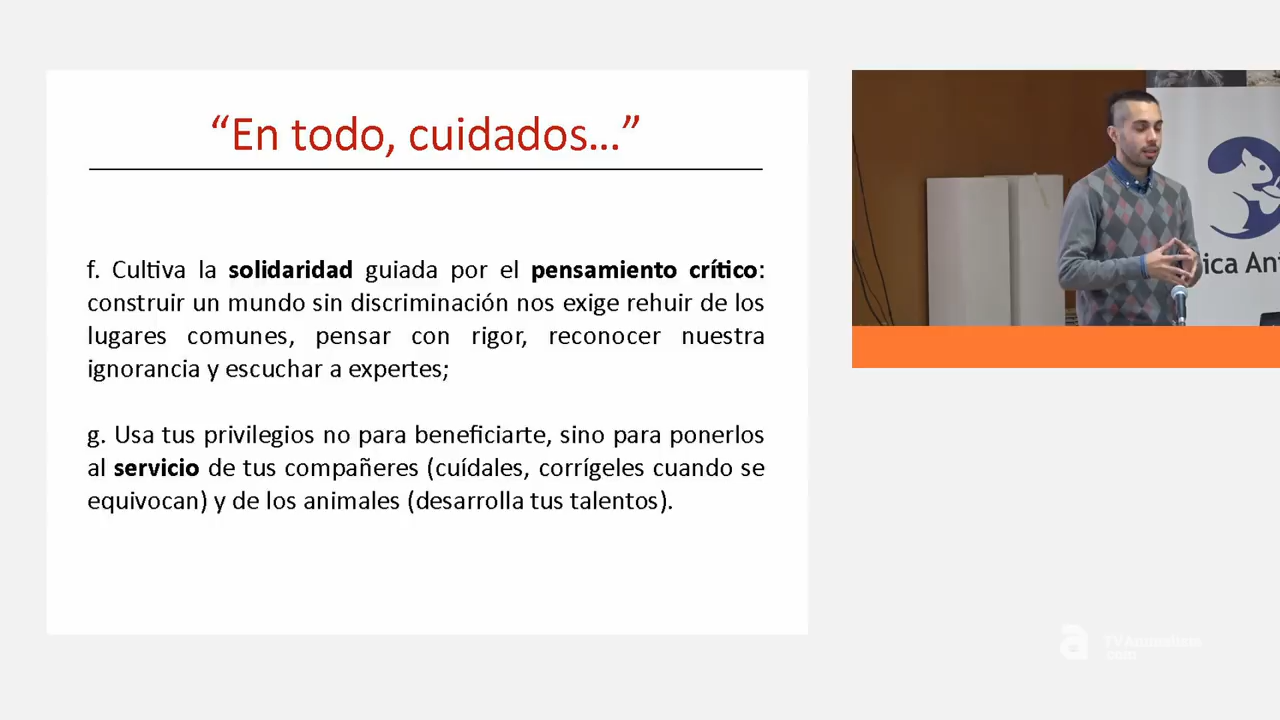 “En todo, cuidados…”
f. Cultiva la solidaridad guiada por el pensamiento crítico:
construir un mundo sin discriminación nos exige rehuir de los
lugares comunes, pensar con rigor, reconocer nuestra
ignorancia y escuchar a expertes;
g. Usa tus privilegios no para beneficiarte, sino para ponerlos
al servicio de tus compañeres (cuídales, corrígeles cuando se
equivocan) y de los animales (desarrolla tus talentos).
ica An
a TV Animalista
.com